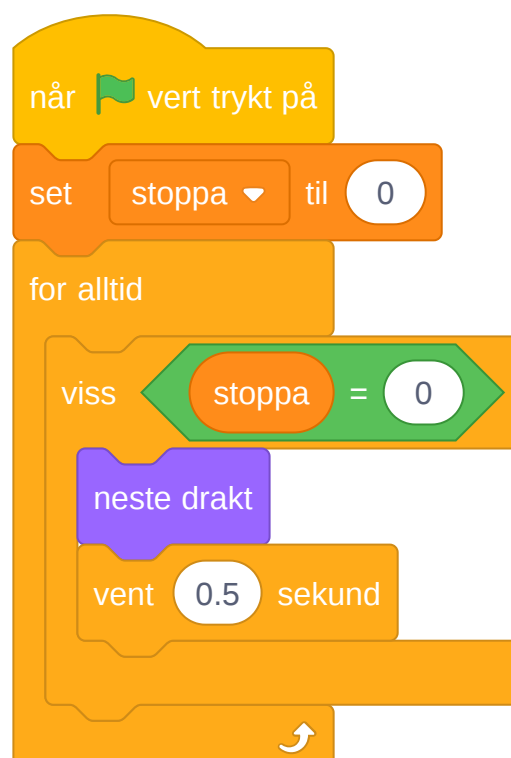 når vert trykt på
set stoppa til 0
for alltid
viss stoppa = 0
neste drakt
vent 0.5 sekund